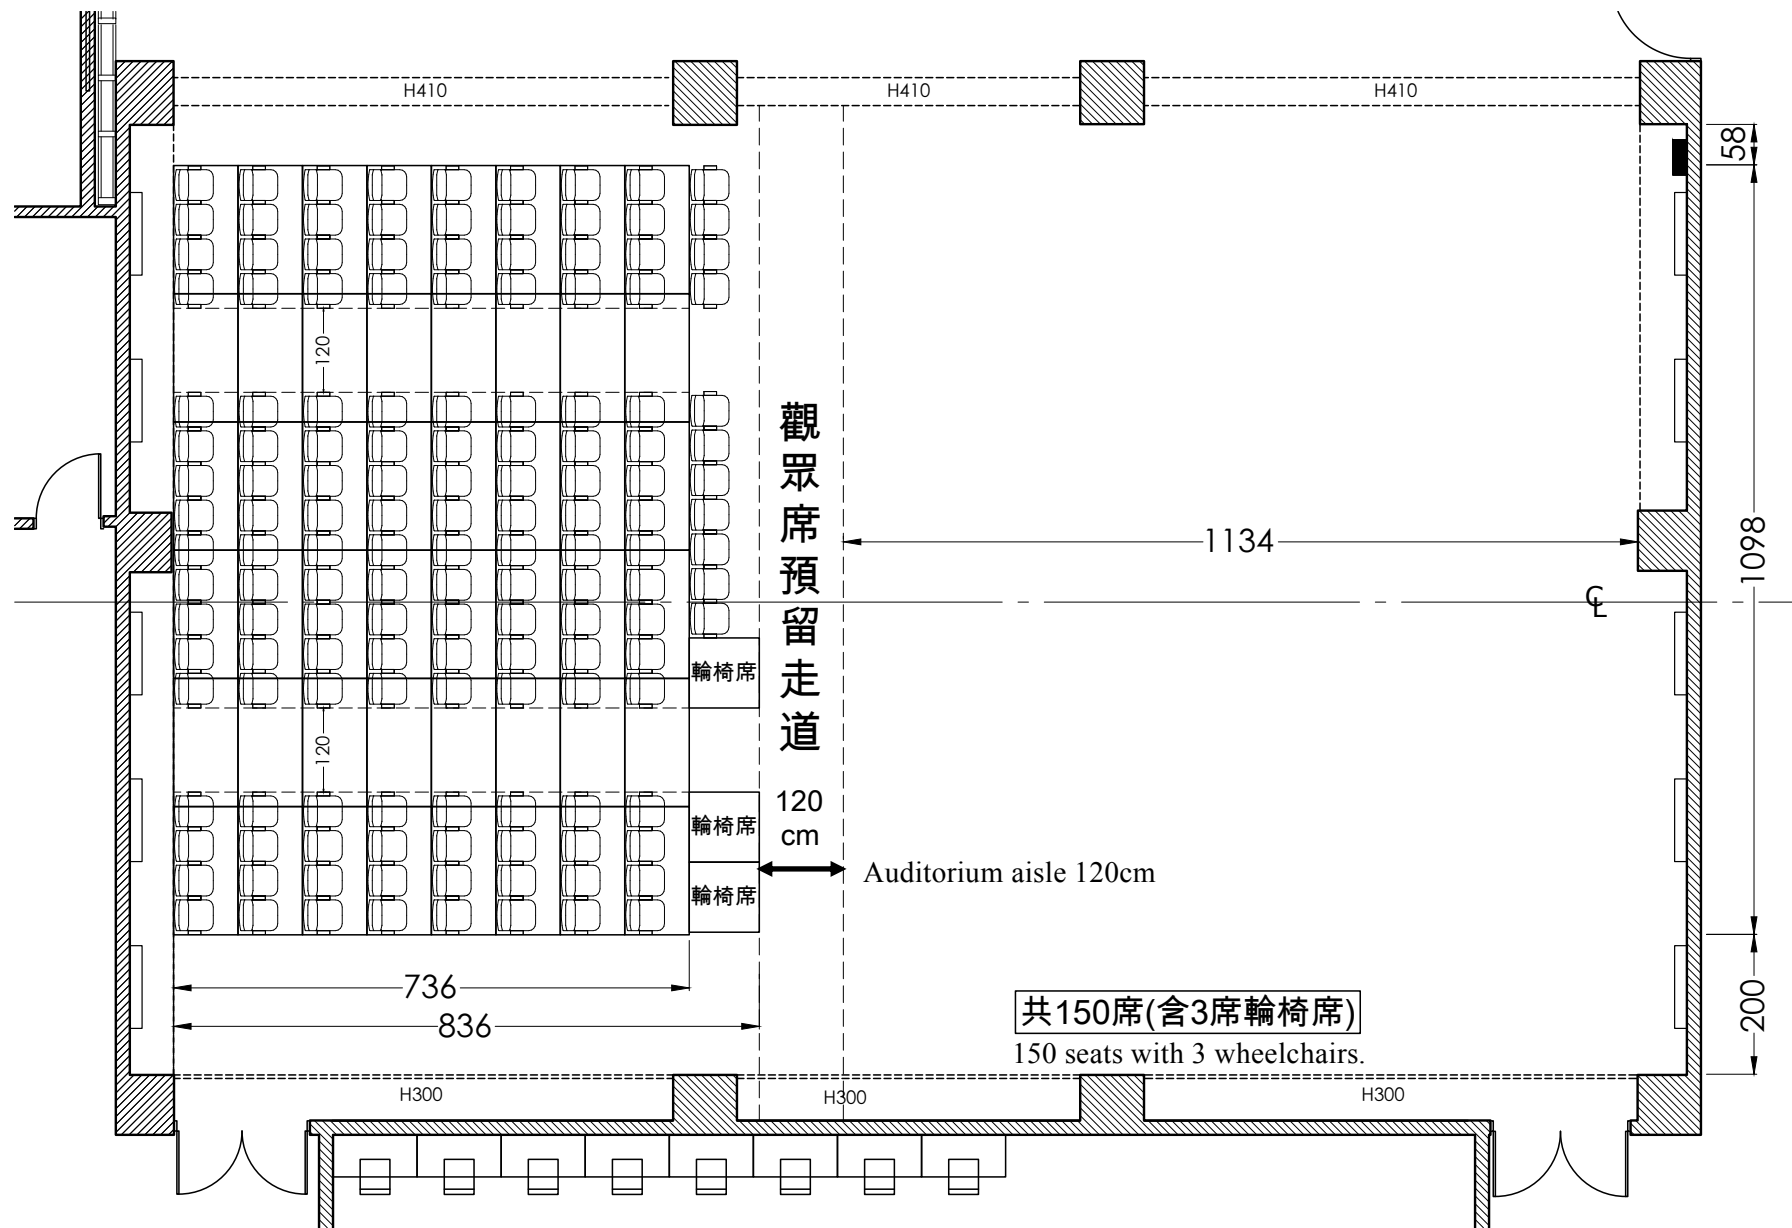 H410
H410
H410
58
120
觀眾席預留走道
1134
1098
℄
輪椅席
120
120
cm
輪椅席
Auditorium aisle 120cm
輪椅席
736
836
共150席(含3席輪椅席)
150 seats with 3 wheelchairs.
200
H300
H300
H300